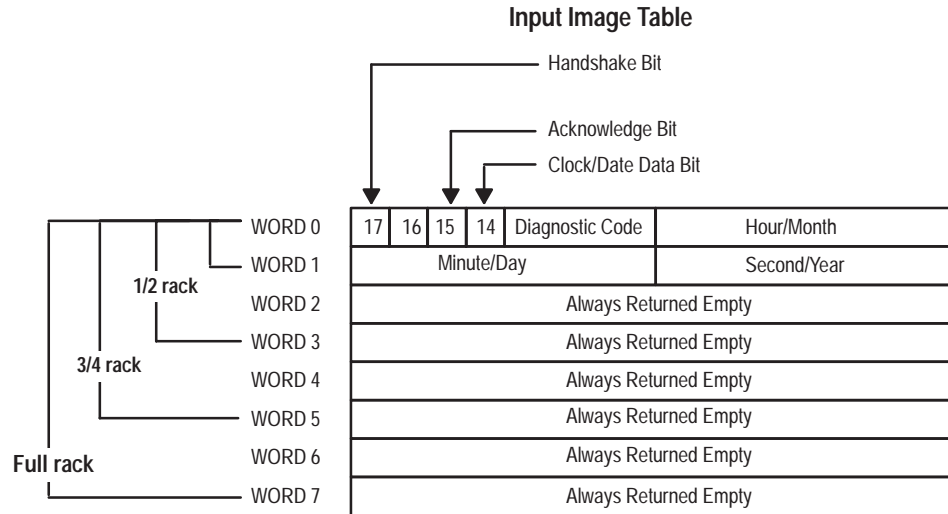 Input Image Table
Handshake Bit
Acknowledge Bit
Clock/Date Data Bit
WORD 0 17 16 15 14 Diagnostic Code Hour/Month
WORD 1 Minute/Day Second/Year
1/2 rack
WORD 2 Always Returned Empty
WORD 3 Always Returned Empty
3/4 rack
WORD 4 Always Returned Empty
WORD 5 Always Returned Empty
Full rack
WORD 6 Always Returned Empty
WORD 7 Always Returned Empty